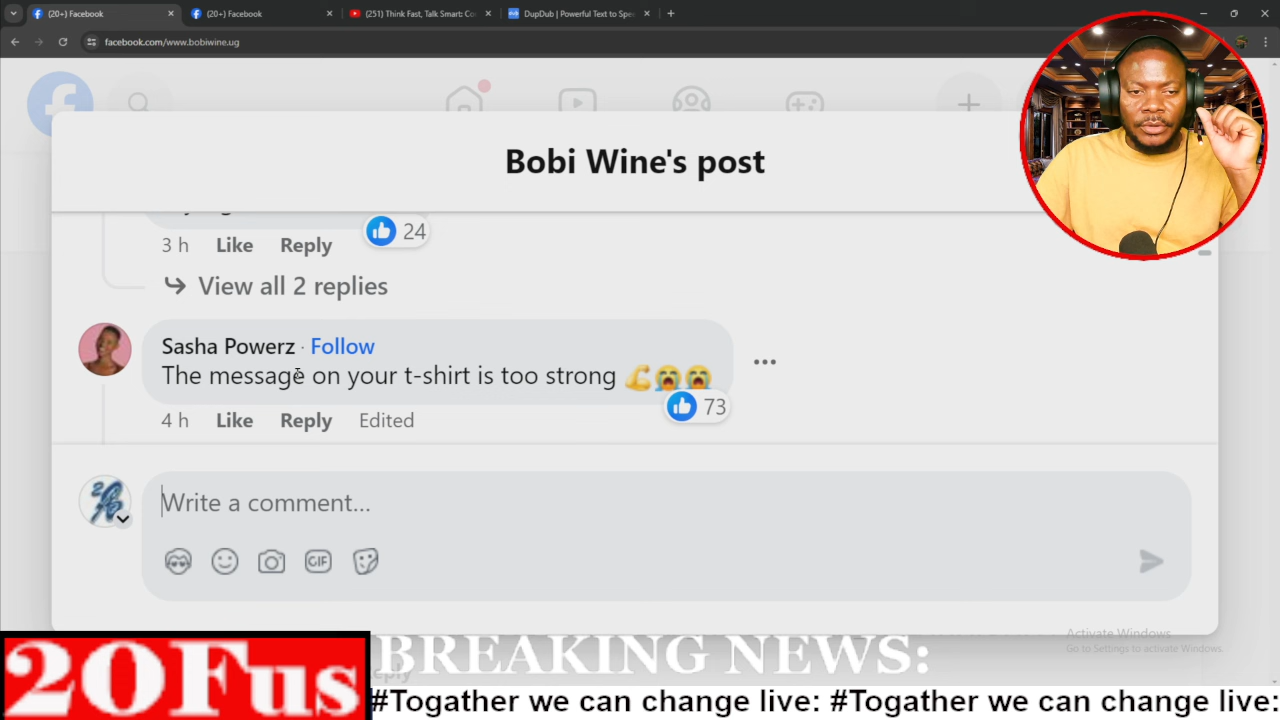 (20+) Facebook
(20+) Facebook
(251) Think Fast, Talk Smart: Co
DupDub | Powerful Text to Spe
facebook.com/www.bobiwine.ug
Bobi Wine's post
24
3 h Like Reply
View all 2 replies
Sasha Powerz · Follow
The message on your t-shirt is too strong 💪😭😭
73
4 h Like Reply Edited
Write a comment...
GIF
Activate Windows
Go to Settings to activate Windows.
2OFus
BREAKING NEWS:
#Togather we can change live: #Togather we can change live: